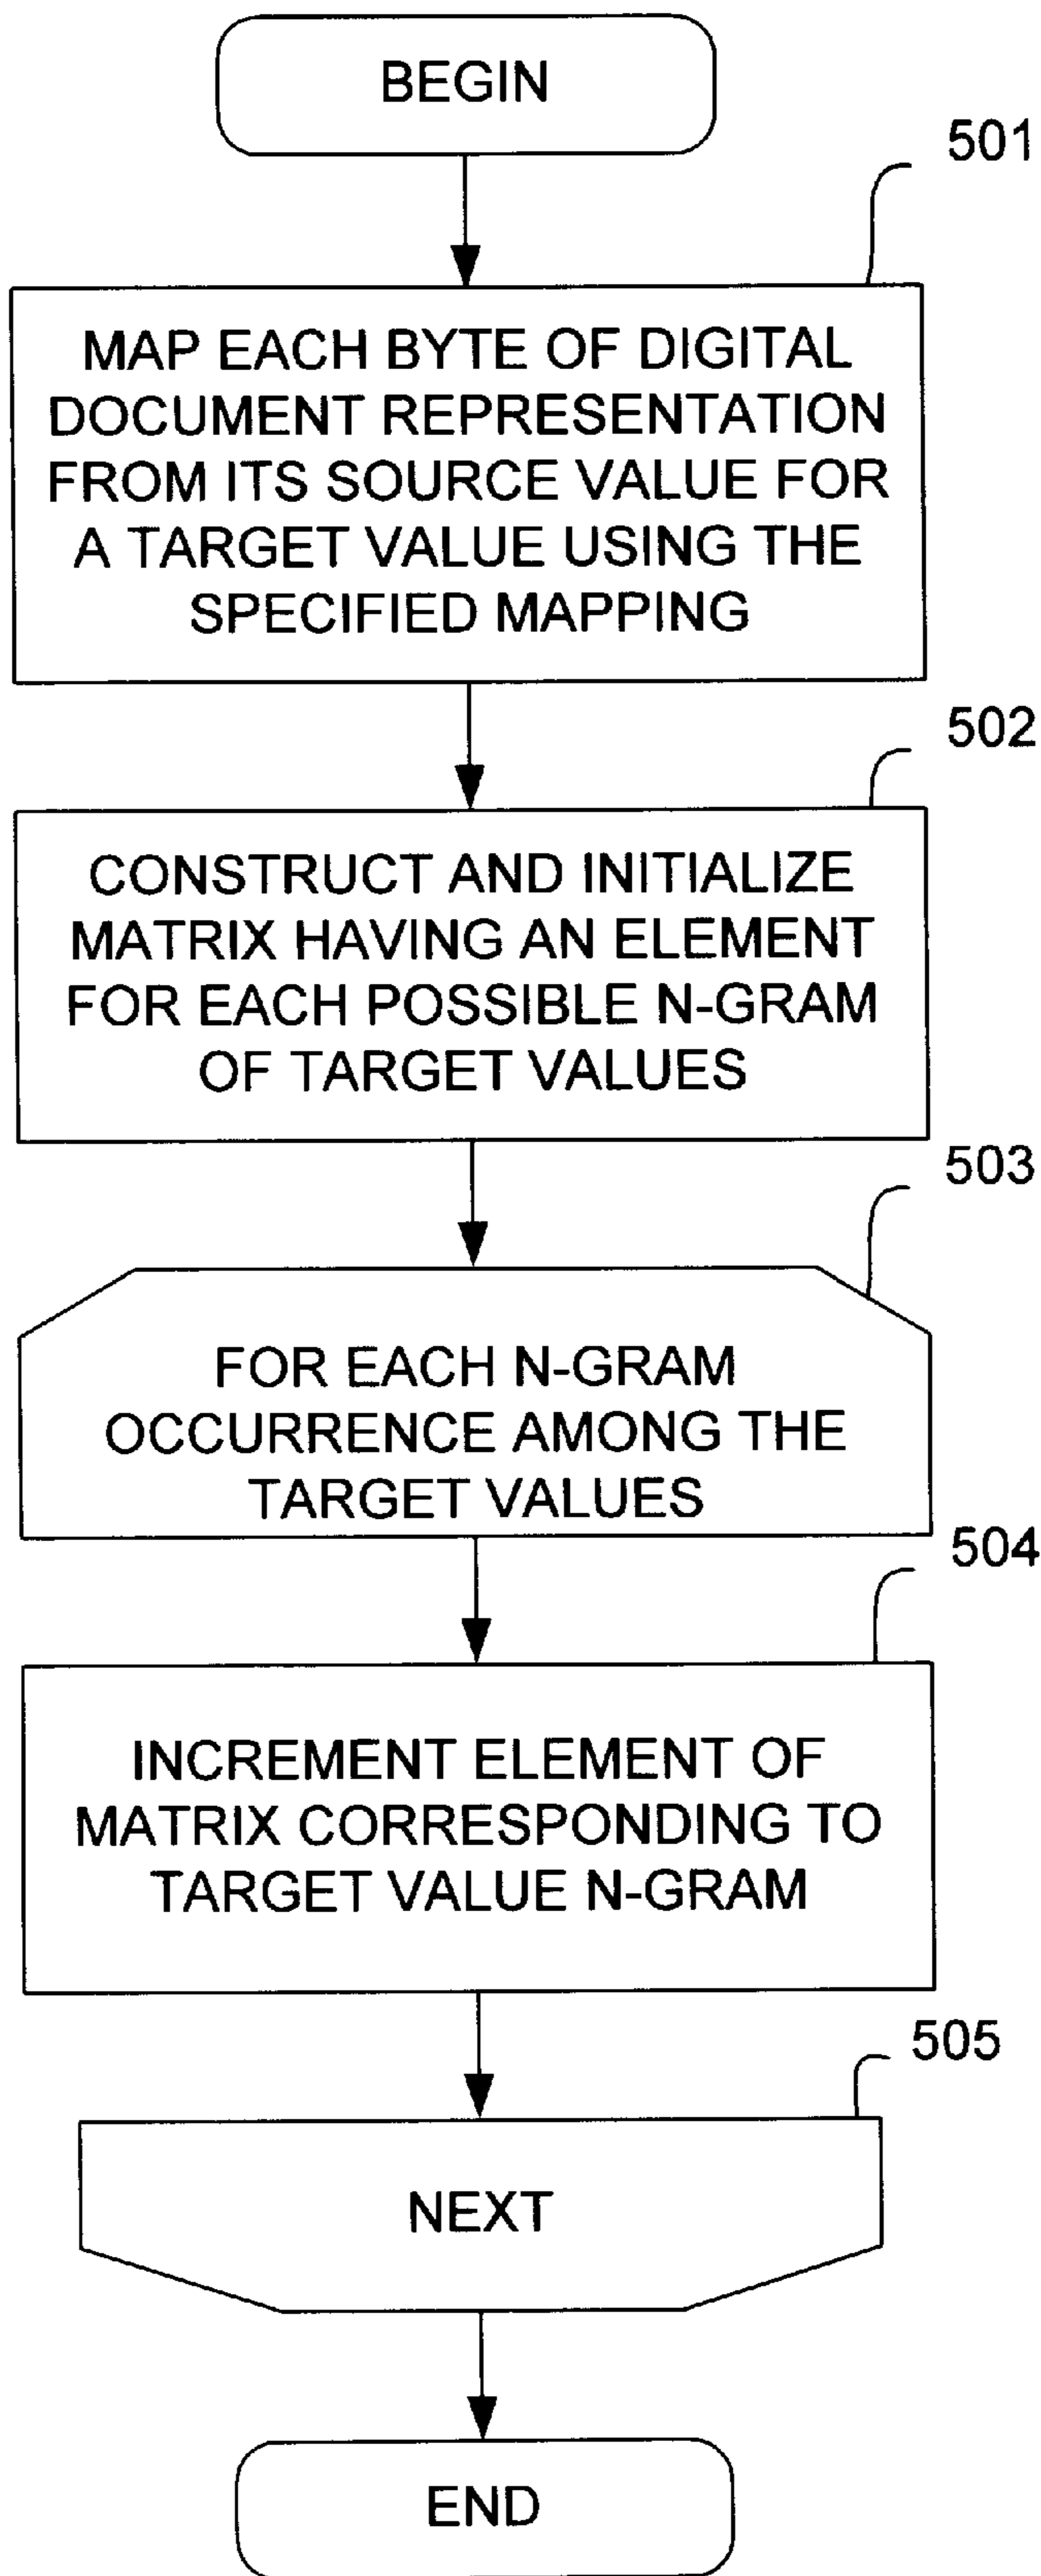 BEGIN
501
MAP EACH BYTE OF DIGITAL
DOCUMENT REPRESENTATION
FROM ITS SOURCE VALUE FOR
A TARGET VALUE USING THE
SPECIFIED MAPPING
502
CONSTRUCT AND INITIALIZE
MATRIX HAVING AN ELEMENT
FOR EACH POSSIBLE N-GRAM
OF TARGET VALUES
503
FOR EACH N-GRAM
OCCURRENCE AMONG THE
TARGET VALUES
504
INCREMENT ELEMENT OF
MATRIX CORRESPONDING TO
TARGET VALUE N-GRAM
505
NEXT
END